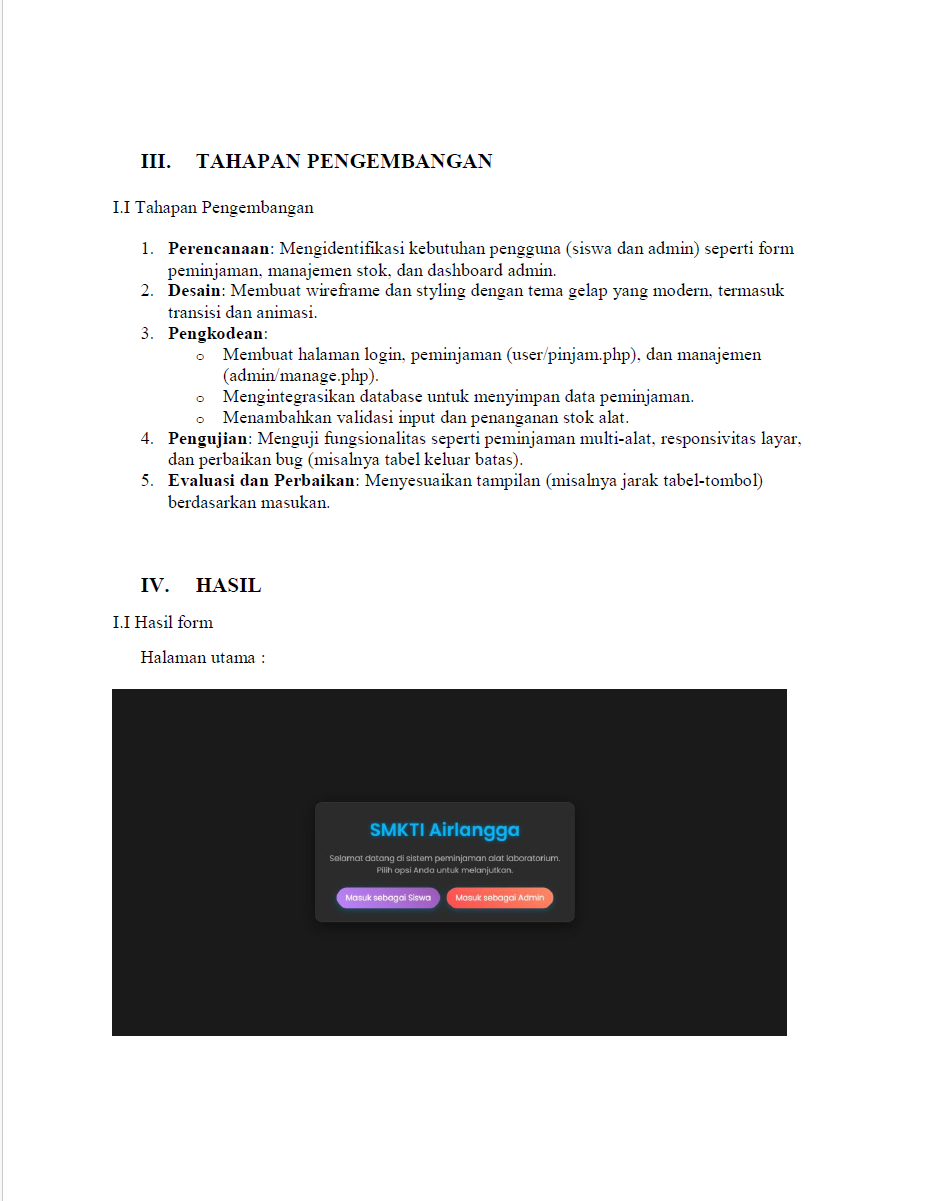 III. TAHAPAN PENGEMBANGAN
I.I Tahapan Pengembangan
1. Perencanaan: Mengidentifikasi kebutuhan pengguna (siswa dan admin) seperti form
peminjaman, manajemen stok, dan dashboard admin.
2. Desain: Membuat wireframe dan styling dengan tema gelap yang modern, termasuk
transisi dan animasi.
3. Pengkodean:
o Membuat halaman login, peminjaman (user/pinjam.php), dan manajemen
(admin/manage.php).
o Mengintegrasikan database untuk menyimpan data peminjaman.
o Menambahkan validasi input dan penanganan stok alat.
4. Pengujian: Menguji fungsionalitas seperti peminjaman multi-alat, responsivitas layar,
dan perbaikan bug (misalnya tabel keluar batas).
5. Evaluasi dan Perbaikan: Menyesuaikan tampilan (misalnya jarak tabel-tombol)
berdasarkan masukan.
IV. HASIL
I.I Hasil form
Halaman utama :
SMKTI Airlangga
Selamat datang di sistem peminjaman alat laboratorium.
Pilih opsi Anda untuk melanjutkan.
Masuk sebagai Siswa Masuk sebagai Admin